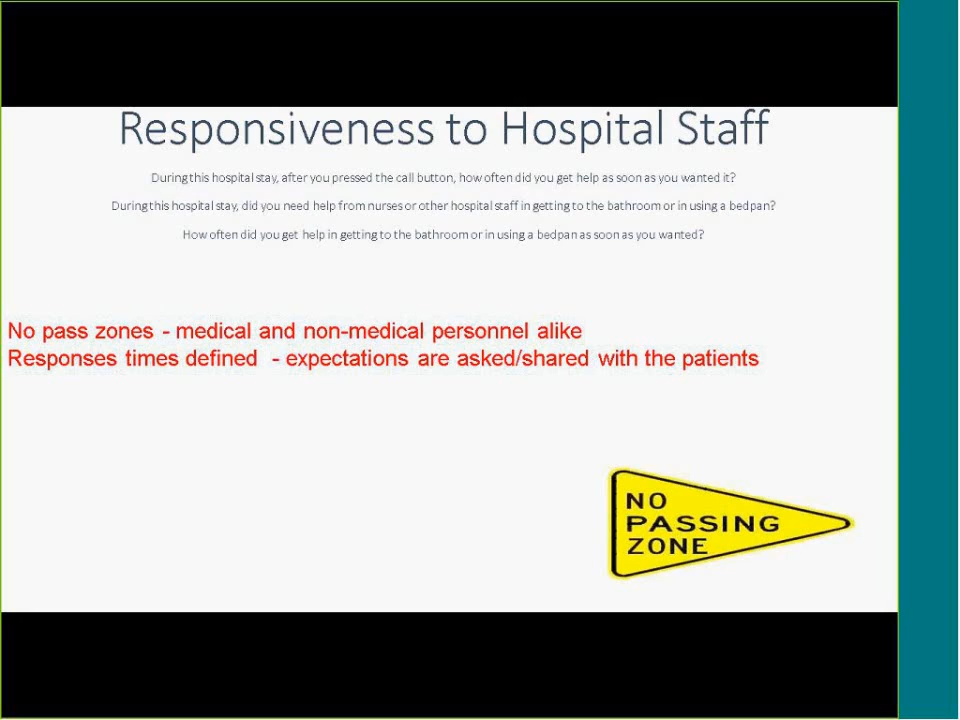 Responsiveness to Hospital Staff
During this hospital stay, after you pressed the call button, how often did you get help as soon as you wanted it?
During this hospital stay, did you need help from nurses or other hospital staff in getting to the bathroom or in using a bedpan?
How often did you get help in getting to the bathroom or in using a bedpan as soon as you wanted?
No pass zones - medical and non-medical personnel alike
Responses times defined  - expectations are asked/shared with the patients
NO
PASSING
ZONE